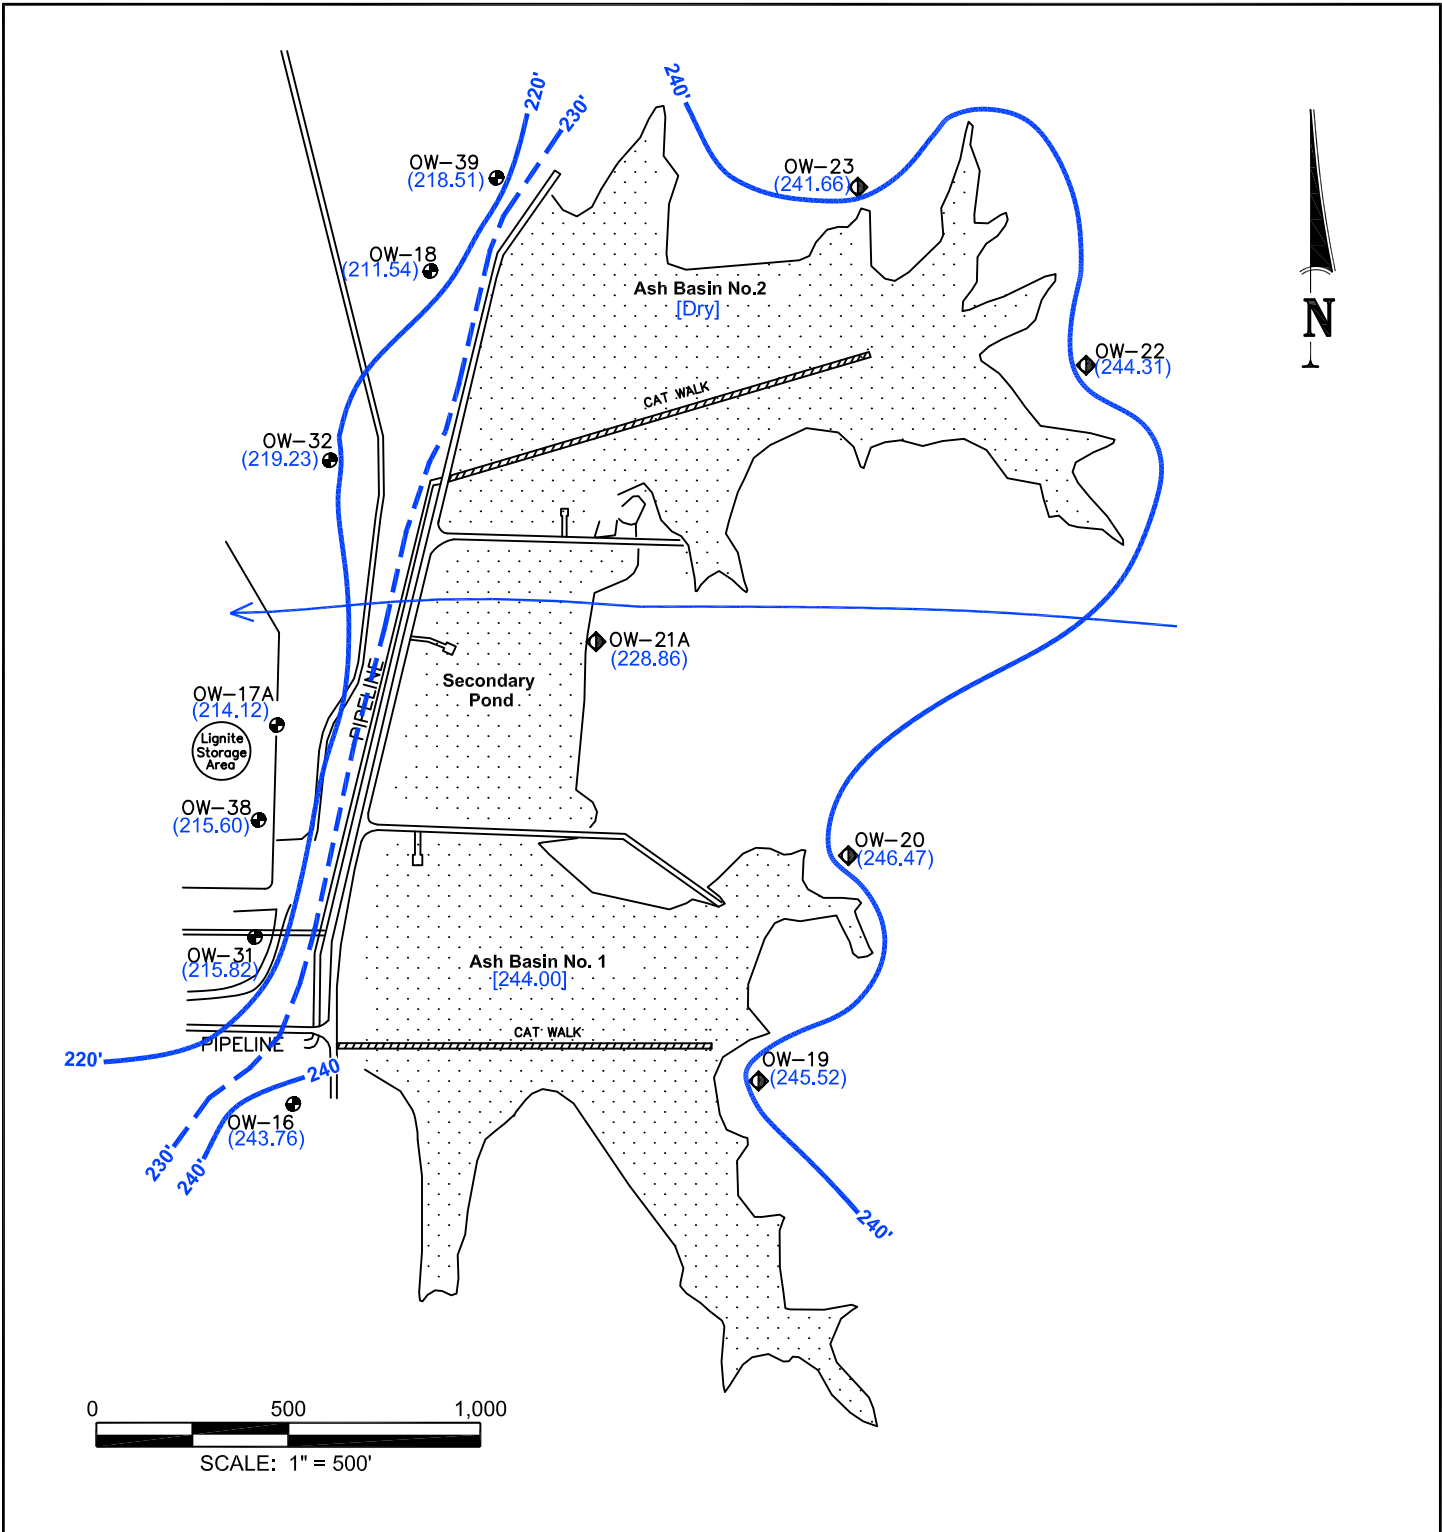 240'
220'
230'
OW-39
(218.51)
OW-23
(241.66)
OW-18
(211.54)
Ash Basin No.2
[Dry]
N
OW-22
(244.31)
CAT WALK
OW-32
(219.23)
OW-21A
(228.86)
PIPELINE
Secondary
Pond
OW-17A
(214.12)
Lignite
Storage
Area
OW-38
(215.60)
OW-20
(246.47)
OW-31
(215.82)
Ash Basin No. 1
[244.00]
CAT WALK
PIPELINE
220'
240
OW-19
(245.52)
OW-16
(243.76)
230'
240'
240'
0 500 1,000
SCALE: 1" = 500'